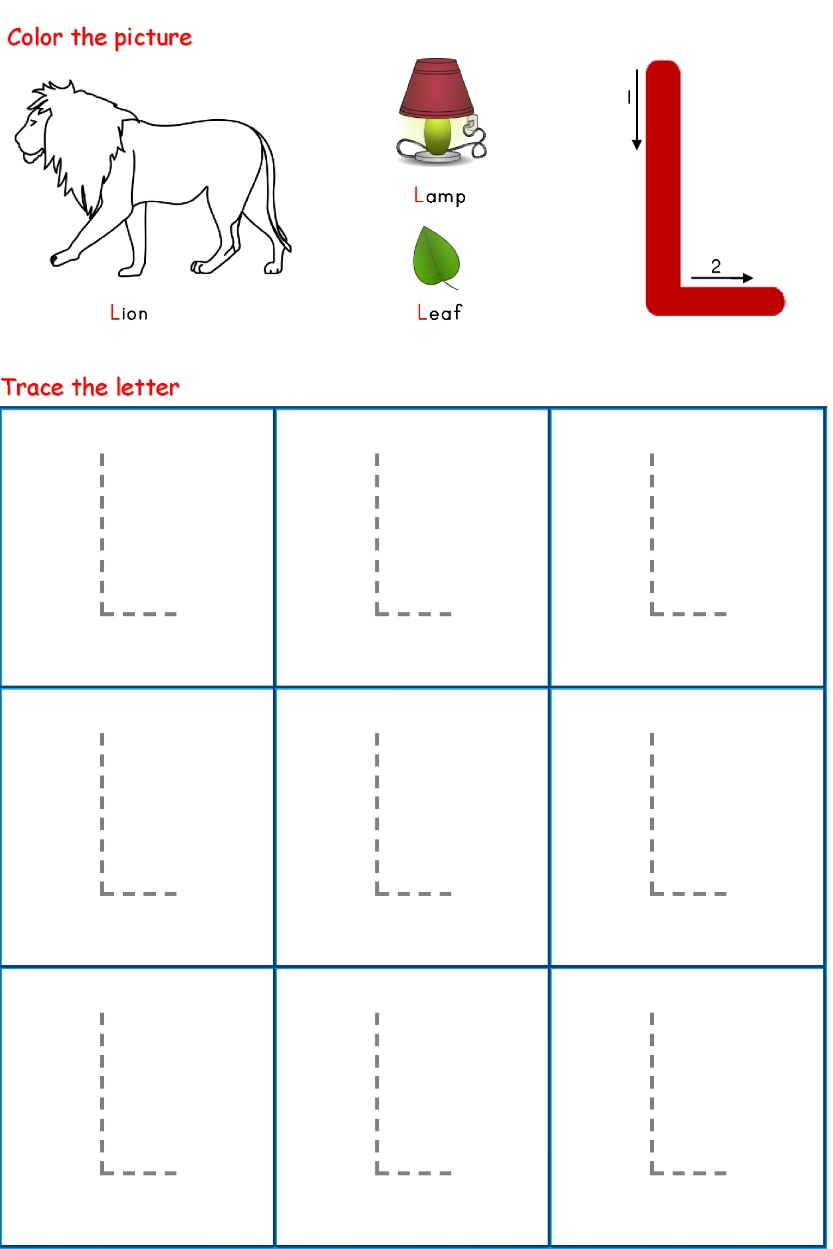 Color the picture
Lamp
Lion
Leaf
1
2
L
Trace the letter
L L L
L L L
L L L